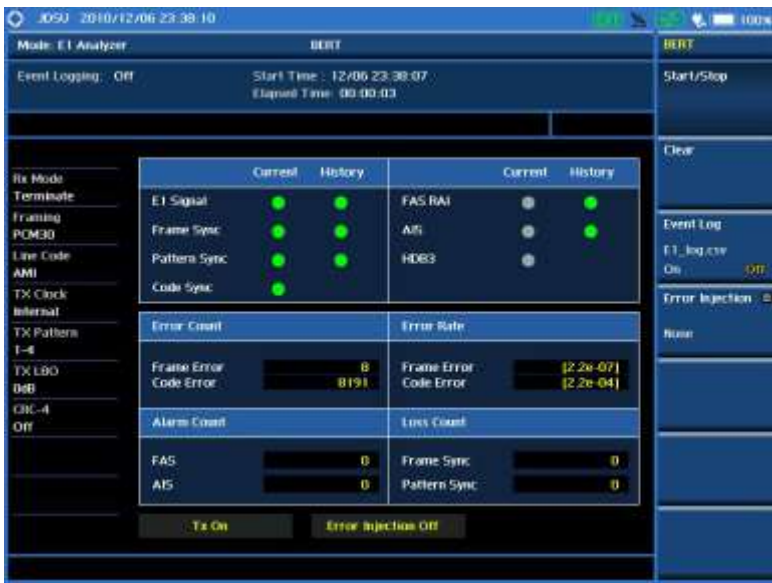 JDSU 2010/12/06 23:38:10
100%
Mode: E1 Analyzer BERT
BERT
Event Logging: Off
Start Time : 12/06 23:38:07
Elapsed Time: 00:00:03
Start/Stop
Clear
Event Log
E1_log.csv
On Off
Error Injection
None
Rx Mode
Terminate
Framing
PCM30
Line Code
AMI
TX Clock
Internal
TX Pattern
1-4
TX LBO
0dB
CRC-4
Off
Current History
E1 Signal
Frame Sync
Pattern Sync
Code Sync
Current History
FAS RAI
AIS
HDB3
Error Count
Frame Error
Code Error 8191
Error Rate
Frame Error (2.2e-07)
Code Error (2.2e-04)
Alarm Count
FAS 0
AIS 0
Loss Count
Frame Sync 0
Pattern Sync 0
Tx On
Error Injection Off